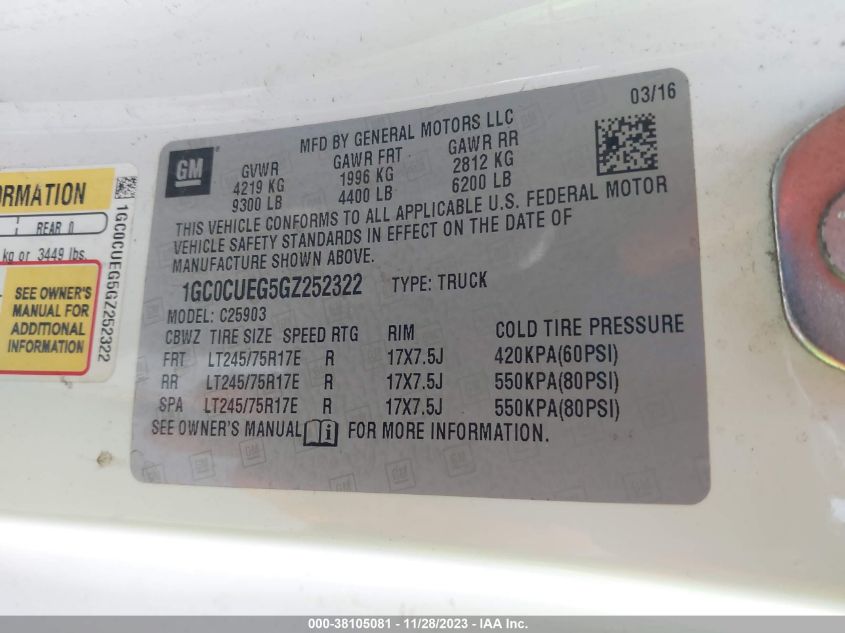 03/16
MFD BY GENERAL MOTORS LLC
GM
GVWR GAWR FRT GAWR RR
4219 KG 1996 KG 2812 KG
9300 LB 4400 LB 6200 LB
THIS VEHICLE CONFORMS TO ALL APPLICABLE U.S. FEDERAL MOTOR
VEHICLE SAFETY STANDARDS IN EFFECT ON THE DATE OF
MANUFACTURE SHOWN ABOVE.
1GC0CUEG5GZ252322 TYPE: TRUCK
MODEL: C25903
CBWZ TIRE SIZE SPEED RTG RIM COLD TIRE PRESSURE
FRT LT245/75R17E R 17X7.5J 420KPA(60PSI)
RR LT245/75R17E R 17X7.5J 550KPA(80PSI)
SPA LT245/75R17E R 17X7.5J 550KPA(80PSI)
SEE OWNER'S MANUAL FOR MORE INFORMATION.
RMATION
REAR 0
kg or 3449 lbs.
SEE OWNER'S
MANUAL FOR
ADDITIONAL
INFORMATION
1GC0CUEG5GZ252322
000-38105081 - 11/28/2023 - IAA Inc.